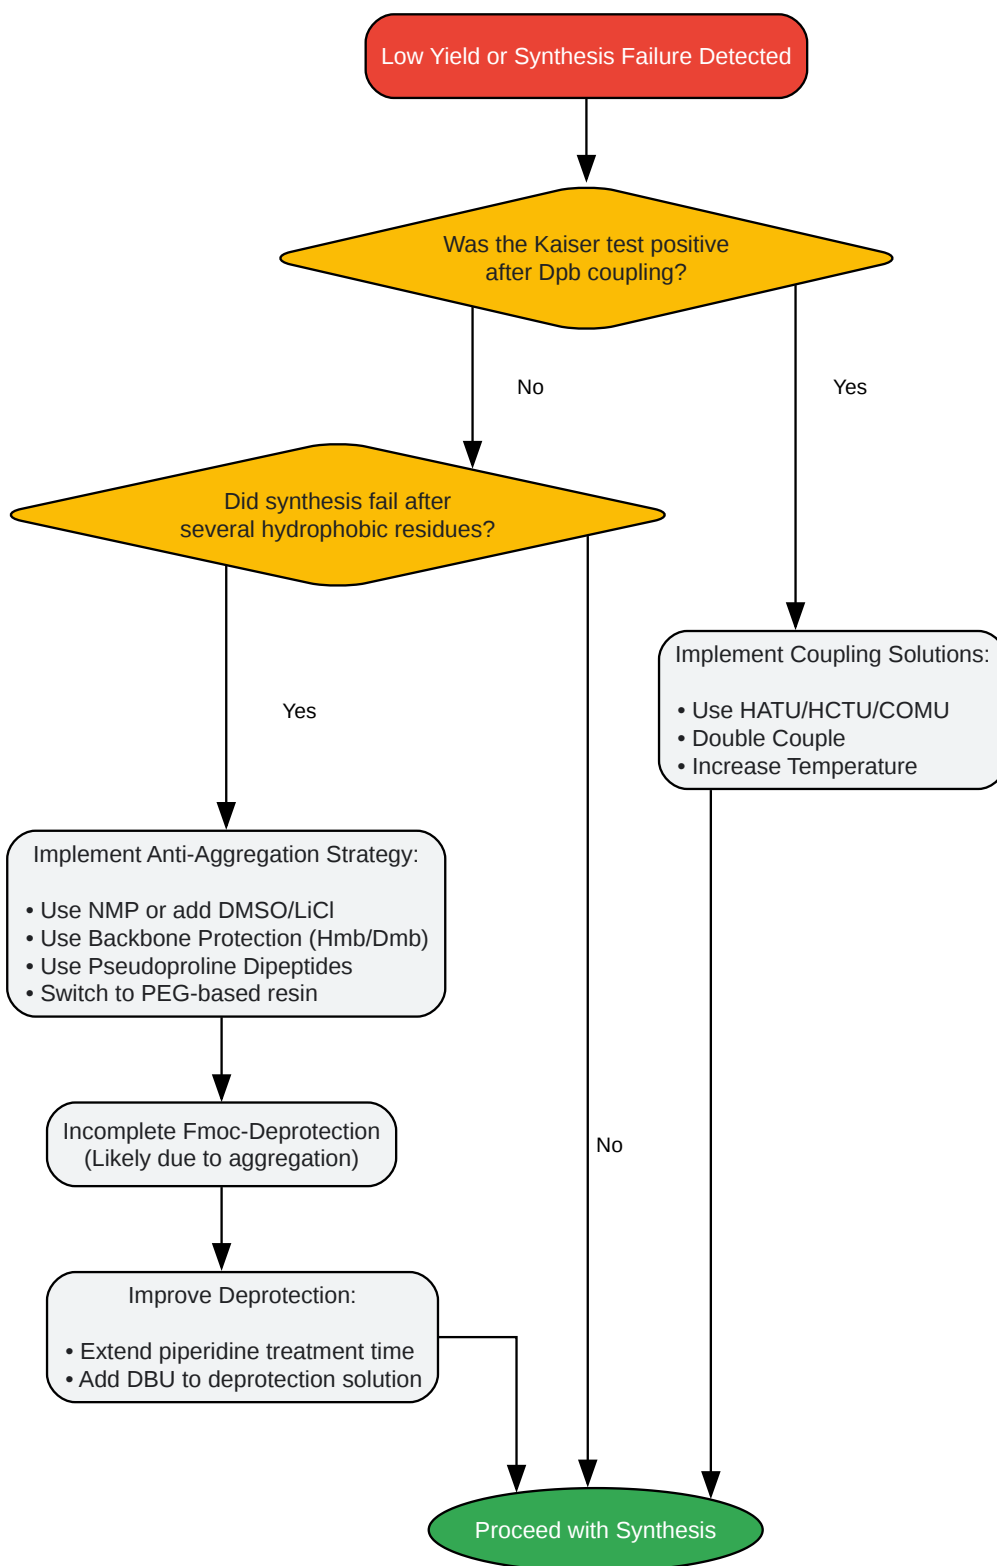 Low Yield or Synthesis Failure Detected
Was the Kaiser test positive
after Dpb coupling?
No
Yes
Did synthesis fail after
several hydrophobic residues?
Implement Coupling Solutions:
• Use HATU/HCTU/COMU
• Double Couple
• Increase Temperature
Yes
Implement Anti-Aggregation Strategy:
• Use NMP or add DMSO/LiCl
• Use Backbone Protection (Hmb/Dmb)
• Use Pseudoproline Dipeptides
• Switch to PEG-based resin
Incomplete Fmoc-Deprotection
(Likely due to aggregation)
No
Improve Deprotection:
• Extend piperidine treatment time
• Add DBU to deprotection solution
Proceed with Synthesis